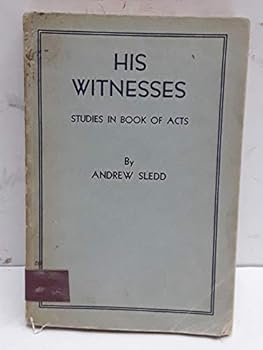 HIS
WITNESSES
STUDIES IN BOOK OF ACTS
By
ANDREW SLEDD